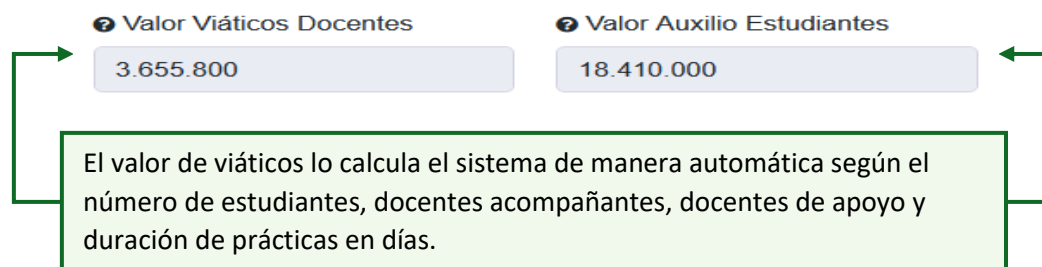 Valor Viáticos Docentes
Valor Auxilio Estudiantes
3.655.800
18.410.000
El valor de viáticos lo calcula el sistema de manera automática según el
número de estudiantes, docentes acompañantes, docentes de apoyo y
duración de prácticas en días.